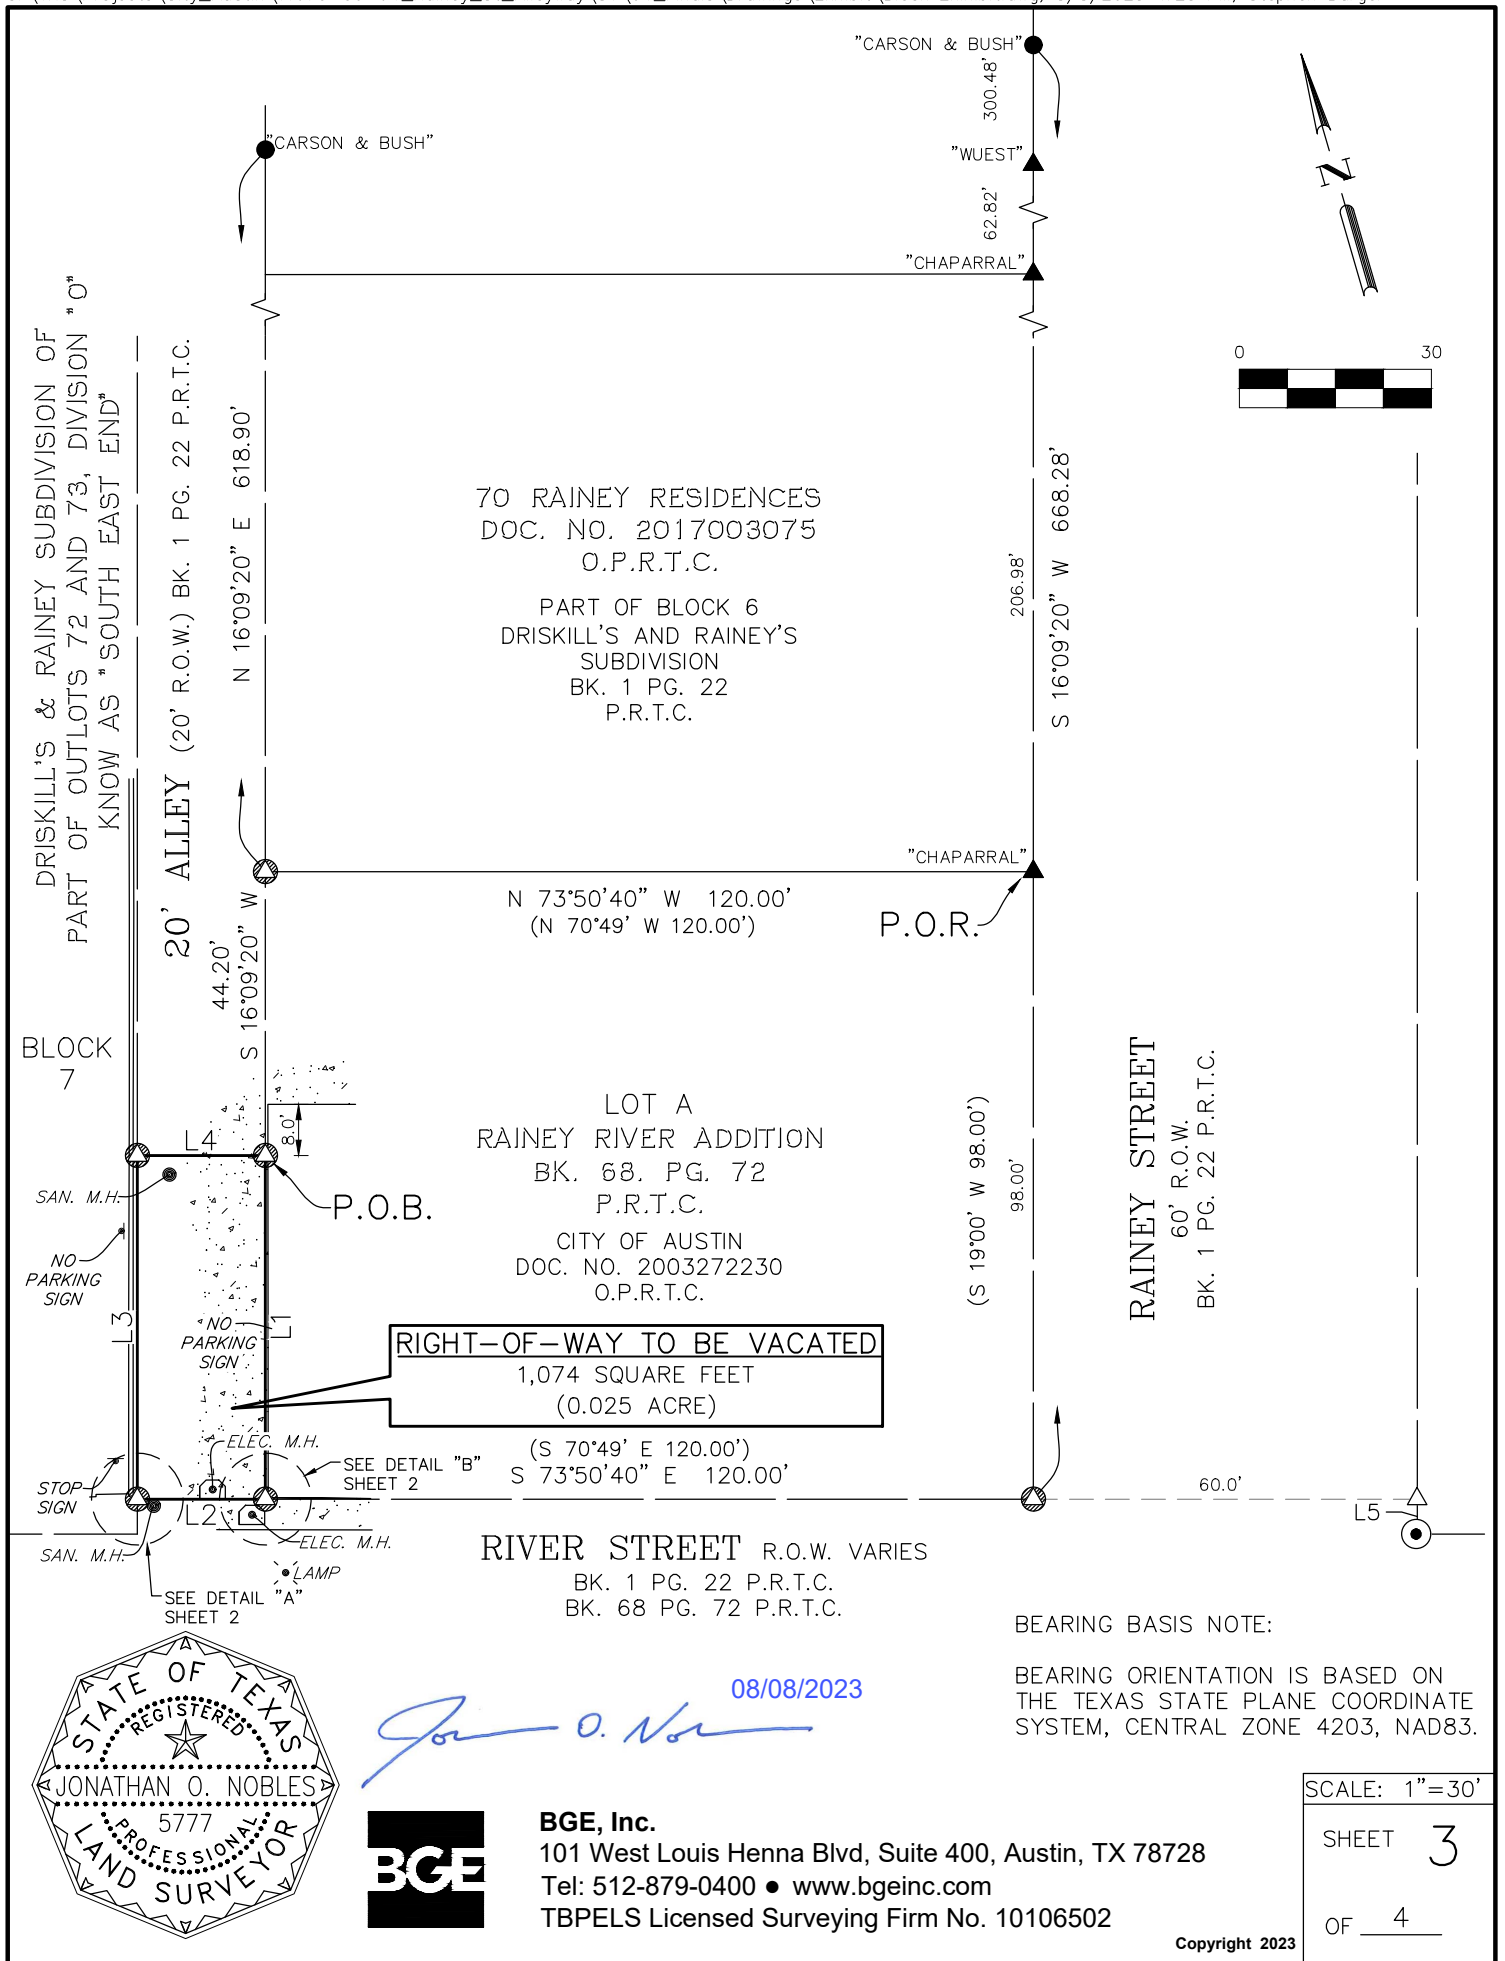 "CARSON & BUSH"
300.48'
"CARSON & BUSH"
"WUEST"
62.82'
"CHAPARRAL"
N
0 30
DRISKILL'S & RAINEY SUBDIVISION OF
PART OF OUTLOTS 72 AND 73, DIVISION "O"
KNOW AS "SOUTH EAST END"
20' ALLEY (20' R.O.W.) BK. 1 PG. 22 P.R.T.C.
N 16°09'20" E 618.90'
70 RAINEY RESIDENCES
DOC. NO. 2017003075
O.P.R.T.C.
PART OF BLOCK 6
DRISKILL'S AND RAINEY'S
SUBDIVISION
BK. 1 PG. 22
P.R.T.C.
206.98'
S 16°09'20" W 668.28'
"CHAPARRAL"
N 73°50'40" W 120.00'
(N 70°49' W 120.00')
P.O.R.
44.20'
S 16°09'20" W
BLOCK
7
L4
8.0'
P.O.B.
SAN. M.H.
NO
PARKING
SIGN
L3
NO
PARKING
SIGN
L1
LOT A
RAINEY RIVER ADDITION
BK. 68. PG. 72
P.R.T.C.
CITY OF AUSTIN
DOC. NO. 2003272230
O.P.R.T.C.
(S 19°00' W 98.00')
98.00'
RAINEY STREET
60' R.O.W.
BK. 1 PG. 22 P.R.T.C.
RIGHT-OF-WAY TO BE VACATED
1,074 SQUARE FEET
(0.025 ACRE)
(S 70°49' E 120.00')
S 73°50'40" E 120.00'
ELEC. M.H.
SEE DETAIL "B"
SHEET 2
STOP
SIGN
L2
60.0'
L5
SAN. M.H.
ELEC. M.H.
LAMP
SEE DETAIL "A"
SHEET 2
RIVER STREET R.O.W. VARIES
BK. 1 PG. 22 P.R.T.C.
BK. 68 PG. 72 P.R.T.C.
BEARING BASIS NOTE:
BEARING ORIENTATION IS BASED ON
THE TEXAS STATE PLANE COORDINATE
SYSTEM, CENTRAL ZONE 4203, NAD83.
STATE OF TEXAS
REGISTERED
JONATHAN O. NOBLES
5777
PROFESSIONAL
LAND SURVEYOR
08/08/2023
BGE
BGE, Inc.
101 West Louis Henna Blvd, Suite 400, Austin, TX 78728
Tel: 512-879-0400 ● www.bgeinc.com
TBPELS Licensed Surveying Firm No. 10106502
Copyright 2023
SCALE: 1"=30'
SHEET 3
OF 4